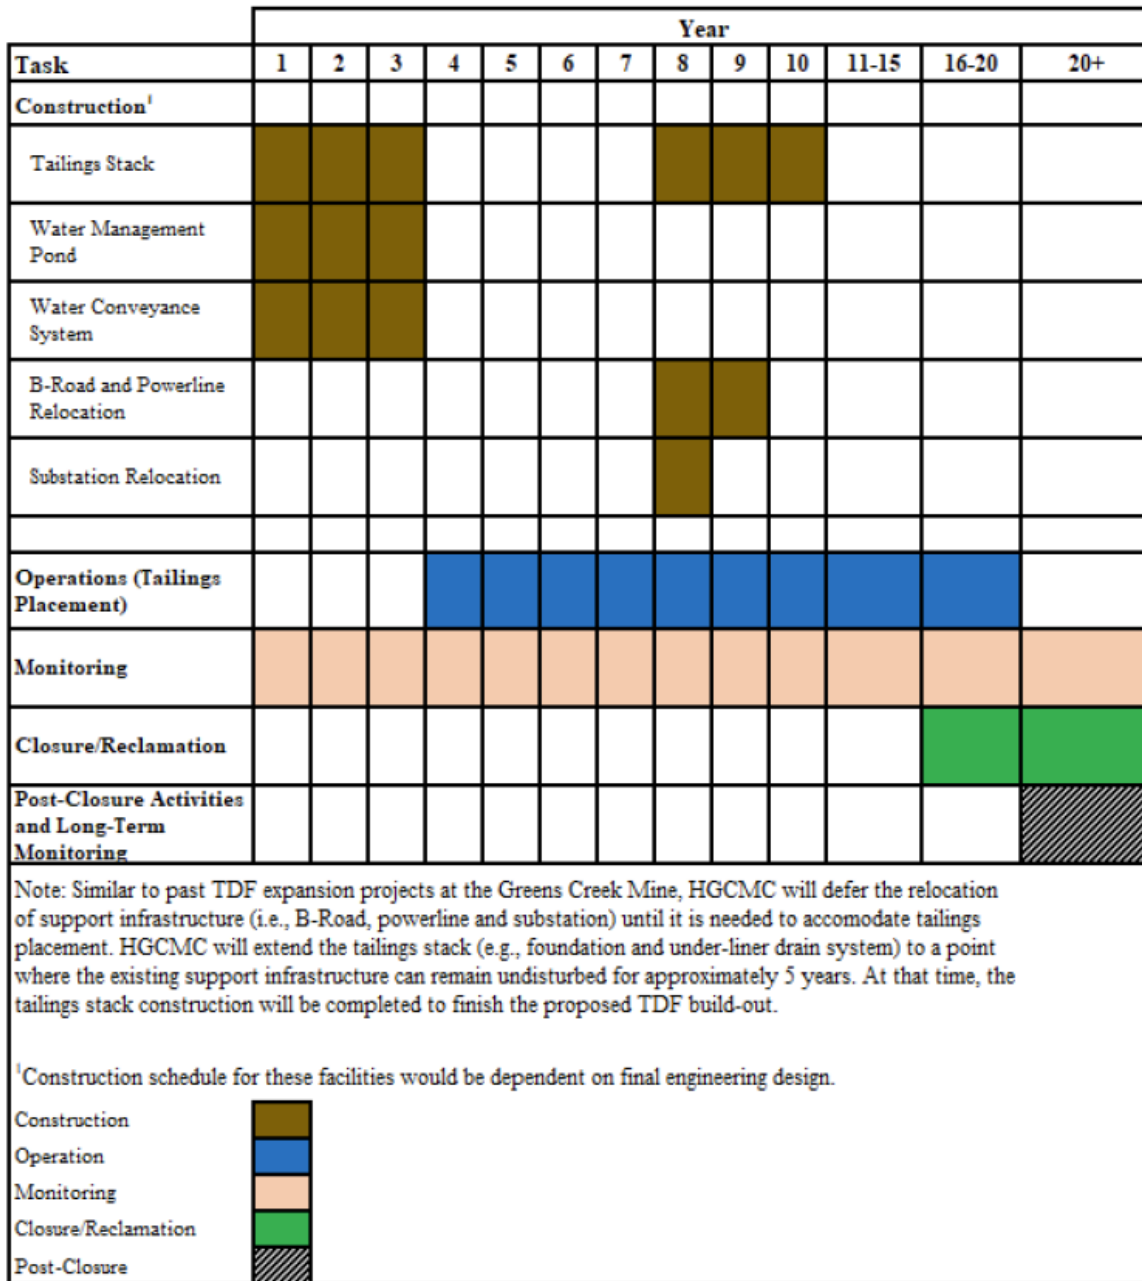 Year
Task 1 2 3 4 5 6 7 8 9 10 11-15 16-20 20+
Construction¹
Tailings Stack
Water Management
Pond
Water Conveyance
System
B-Road and Powerline
Relocation
Substation Relocation
Operations (Tailings
Placement)
Monitoring
Closure/Reclamation
Post-Closure Activities
and Long-Term
Monitoring
Note: Similar to past TDF expansion projects at the Greens Creek Mine, HGCMC will defer the relocation
of support infrastructure (i.e., B-Road, powerline and substation) until it is needed to accomodate tailings
placement. HGCMC will extend the tailings stack (e.g., foundation and under-liner drain system) to a point
where the existing support infrastructure can remain undisturbed for approximately 5 years. At that time, the
tailings stack construction will be completed to finish the proposed TDF build-out.
¹Construction schedule for these facilities would be dependent on final engineering design.
Construction
Operation
Monitoring
Closure/Reclamation
Post-Closure